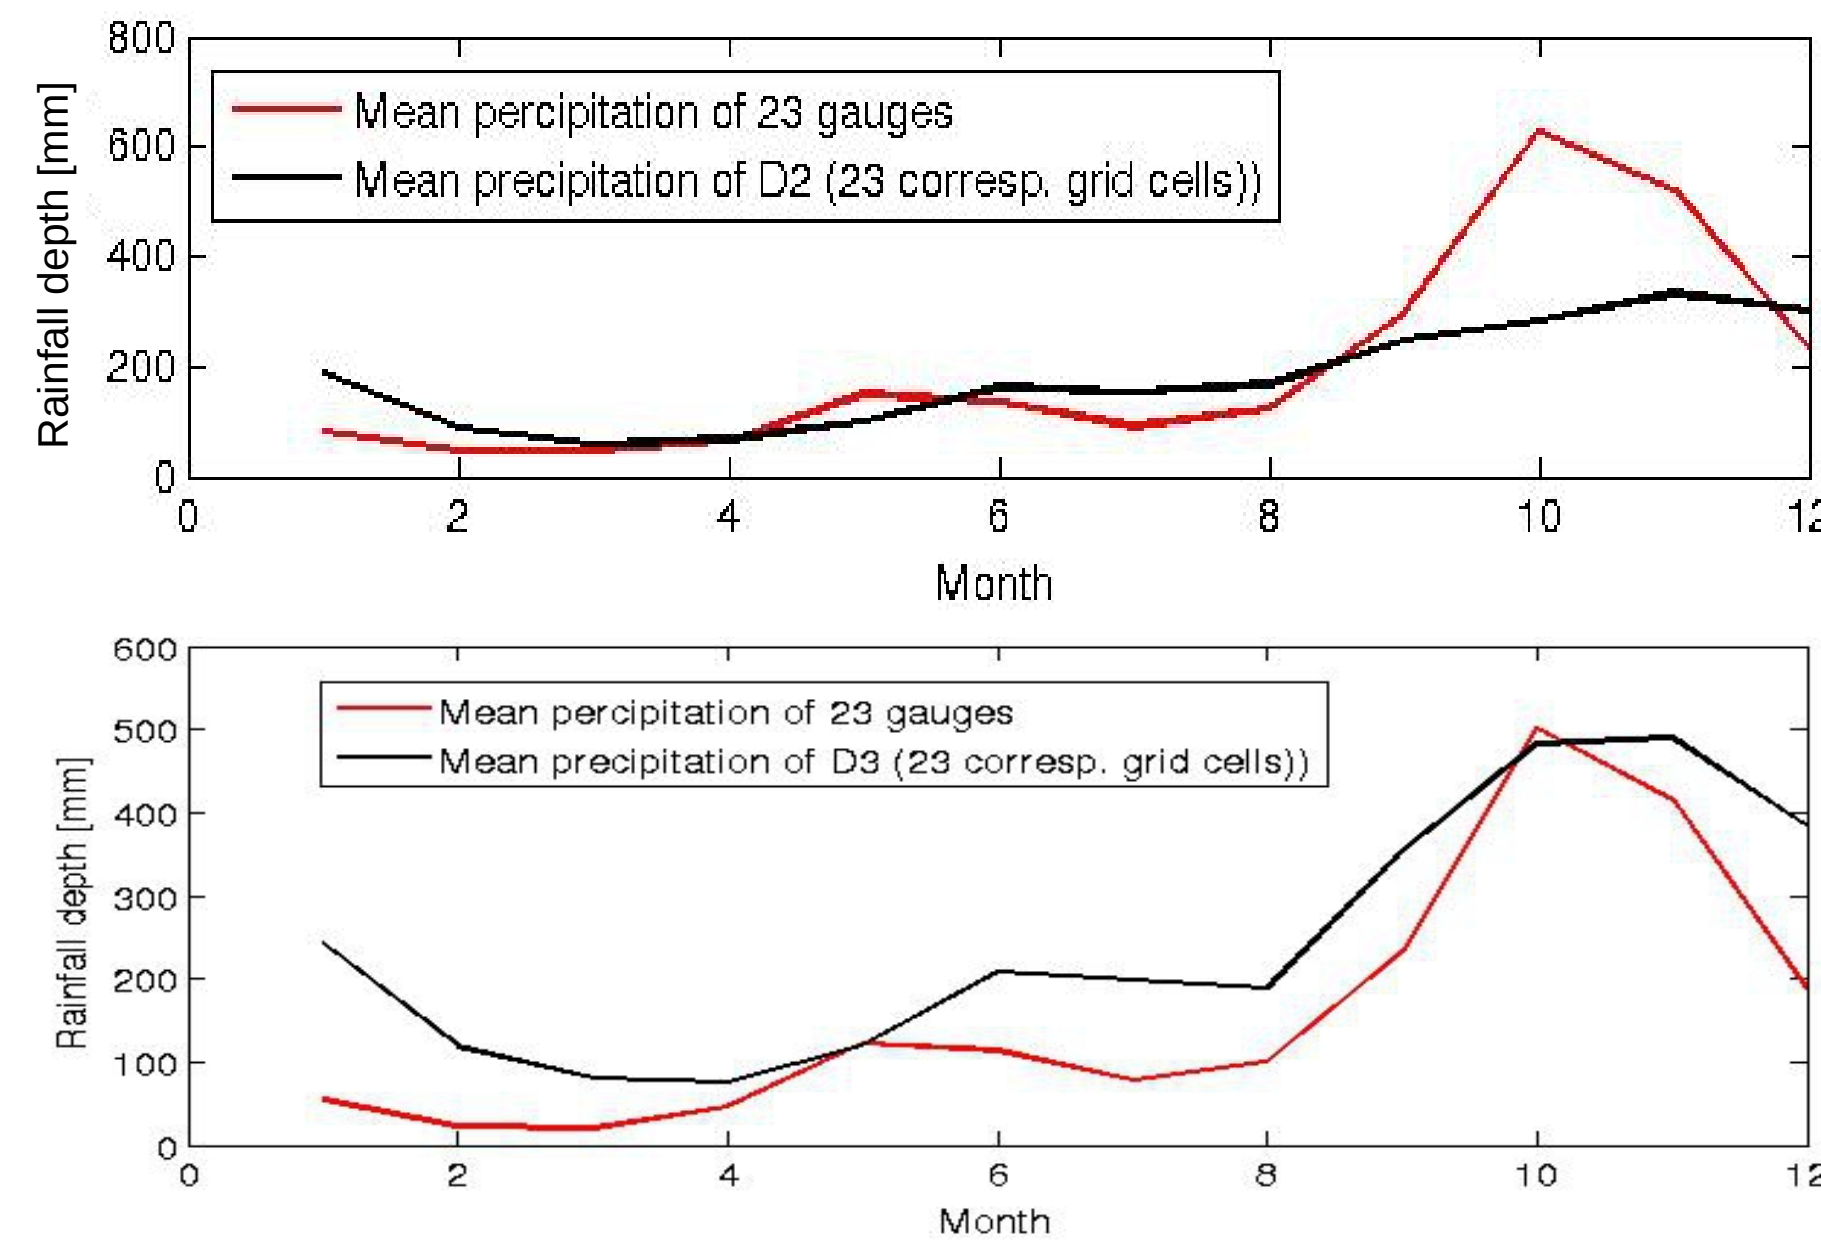 800
600
400
200
0
Rainfall depth [mm]
Mean percipitation of 23 gauges
Mean precipitation of D2 (23 corresp. grid cells))
0 2 4 6 8 10 12
Month
600
500
400
300
200
100
0
Rainfall depth [mm]
Mean percipitation of 23 gauges
Mean precipitation of D3 (23 corresp. grid cells))
0 2 4 6 8 10 12
Month